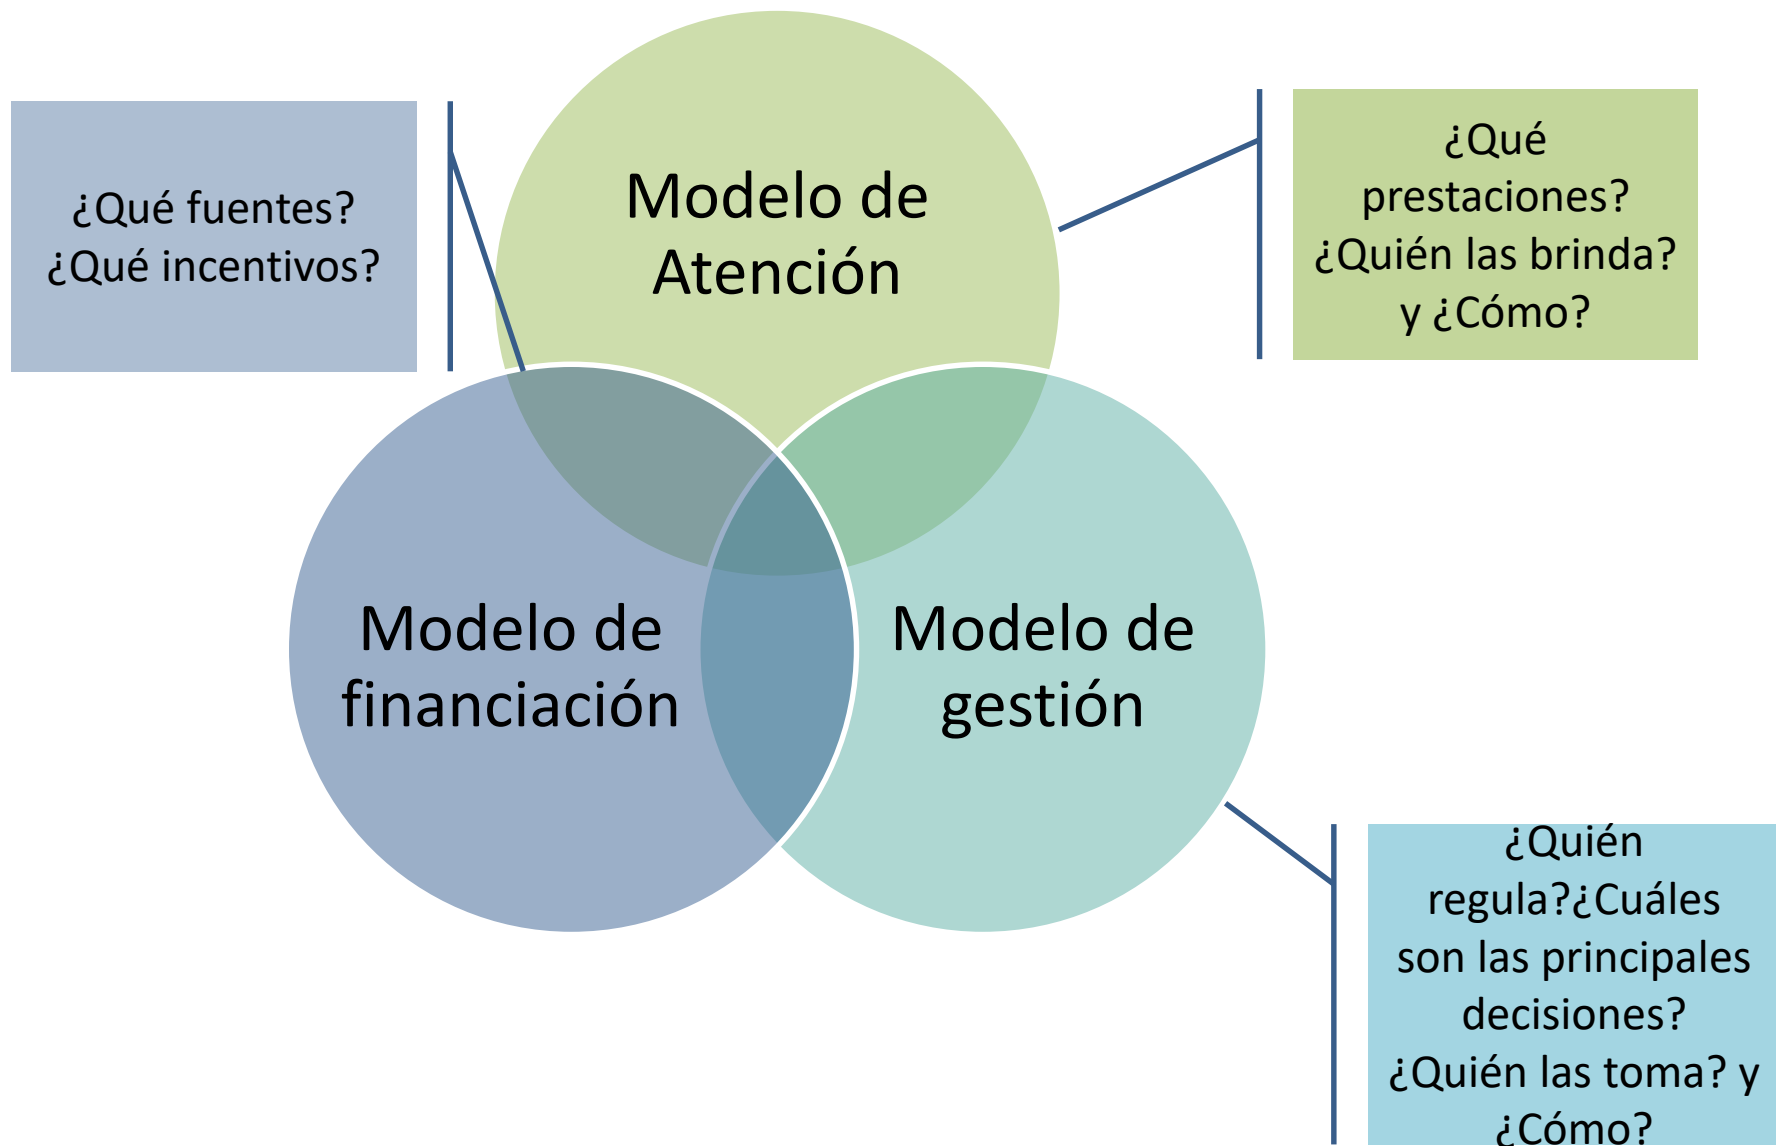 ¿Qué fuentes?
¿Qué incentivos?
Modelo de
Atención
¿Qué
prestaciones?
¿Quién las brinda?
y ¿Cómo?
Modelo de
financiación
Modelo de
gestión
¿Quién
regula?¿Cuáles
son las principales
decisiones?
¿Quién las toma? y
¿Cómo?